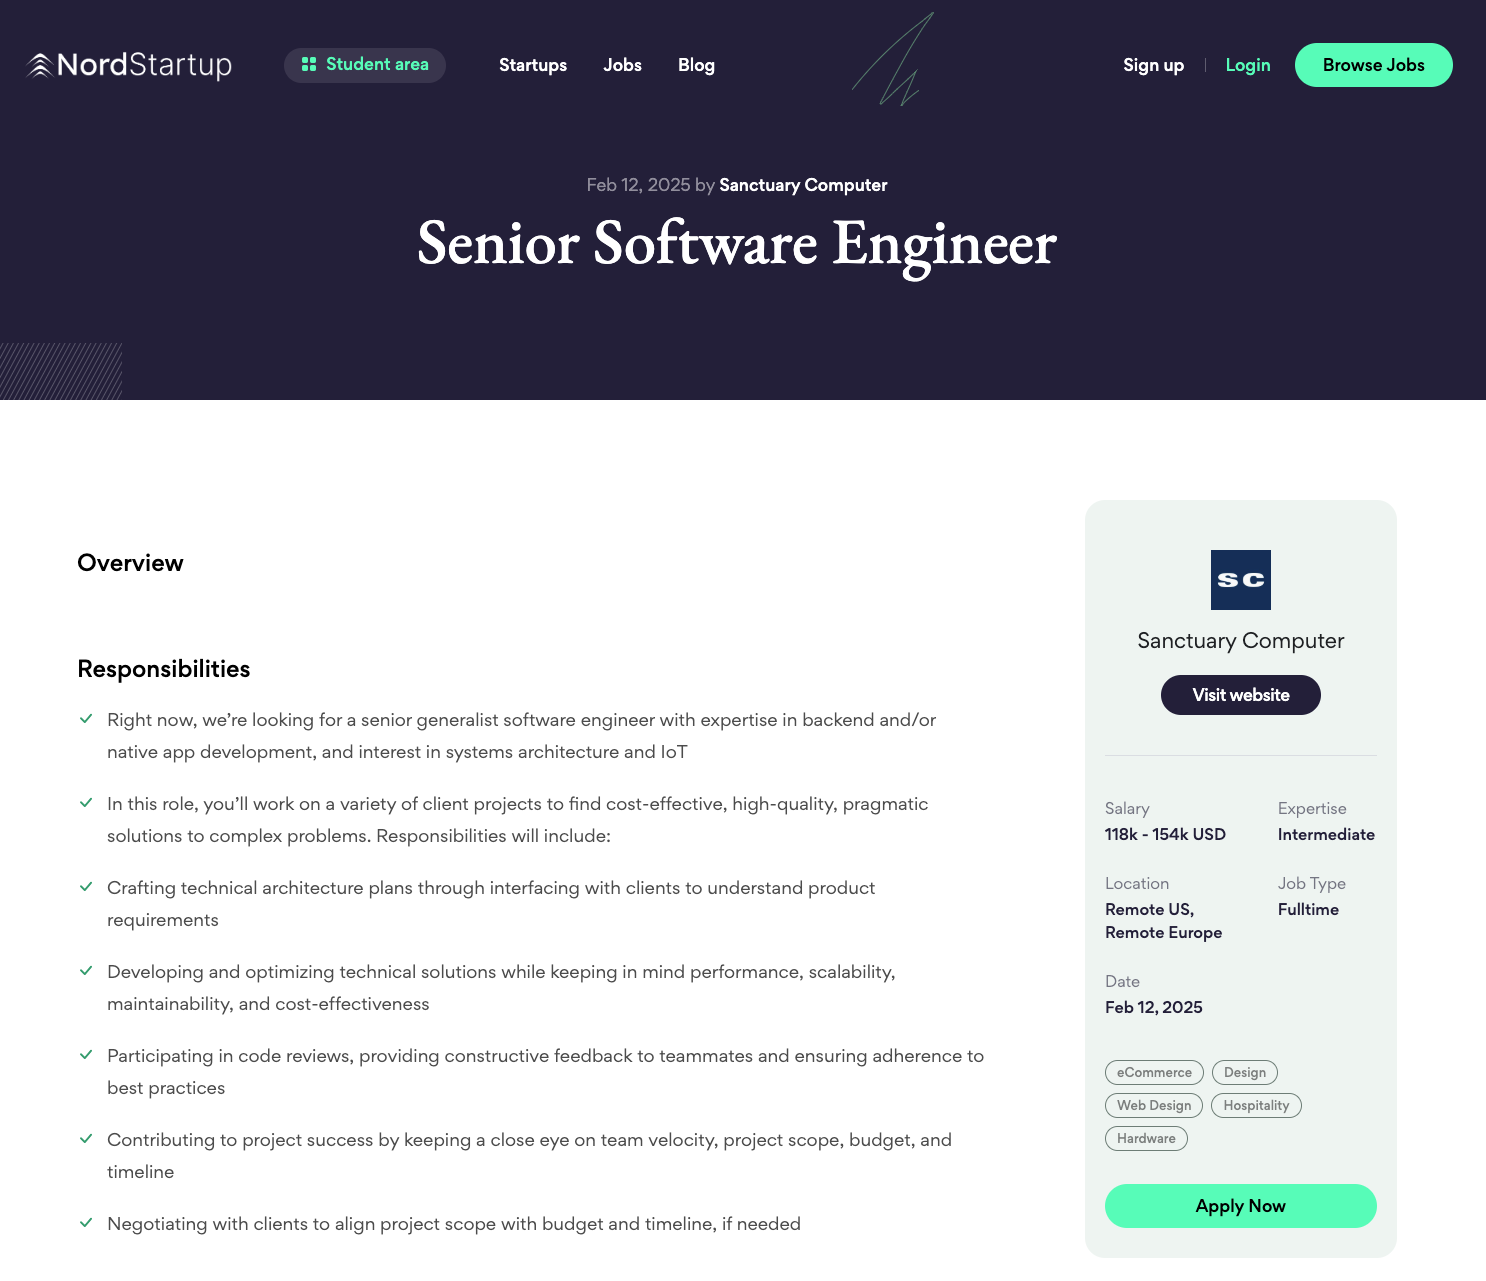 NordStartup
Student area
Startups
Jobs
Blog
Sign up
Login
Browse Jobs
Feb 12, 2025 by Sanctuary Computer
Senior Software Engineer
Overview
Responsibilities
Right now, we’re looking for a senior generalist software engineer with expertise in backend and/or
native app development, and interest in systems architecture and IoT
In this role, you’ll work on a variety of client projects to find cost-effective, high-quality, pragmatic
solutions to complex problems. Responsibilities will include:
Crafting technical architecture plans through interfacing with clients to understand product
requirements
Developing and optimizing technical solutions while keeping in mind performance, scalability,
maintainability, and cost-effectiveness
Participating in code reviews, providing constructive feedback to teammates and ensuring adherence to
best practices
Contributing to project success by keeping a close eye on team velocity, project scope, budget, and
timeline
Negotiating with clients to align project scope with budget and timeline, if needed
SC
Sanctuary Computer
Visit website
Salary
118k - 154k USD
Expertise
Intermediate
Location
Remote US,
Remote Europe
Job Type
Fulltime
Date
Feb 12, 2025
eCommerce
Design
Web Design
Hospitality
Hardware
Apply Now